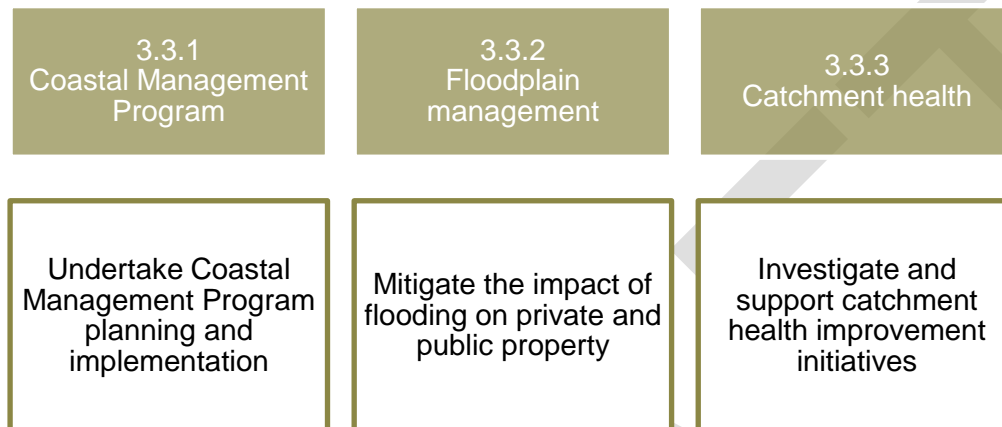 3.3.1
Coastal Management
Program
3.3.2
Floodplain
management
3.3.3
Catchment health
Undertake Coastal
Management Program
planning and
implementation
Mitigate the impact of
flooding on private and
public property
Investigate and
support catchment
health improvement
initiatives